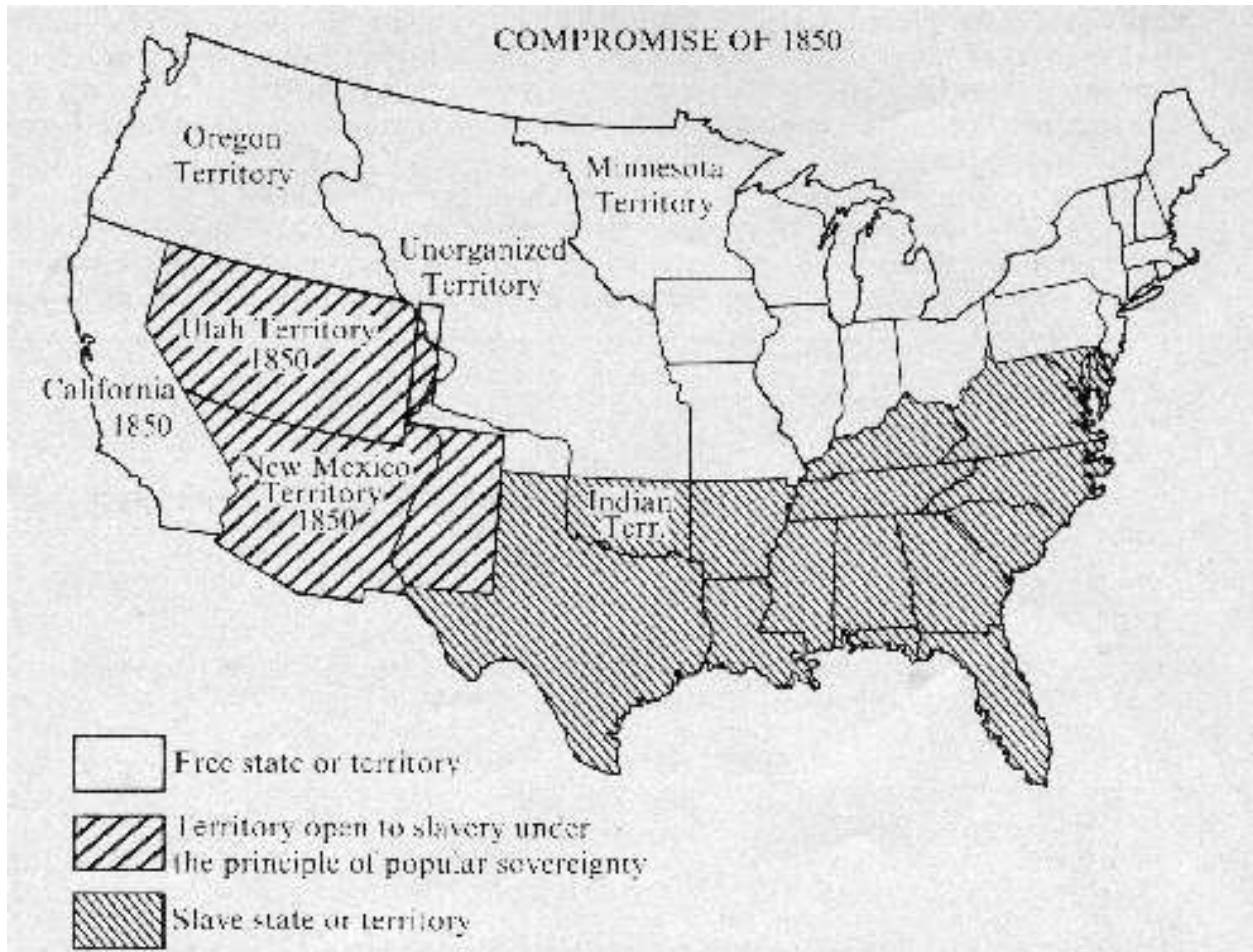 COMPROMISE OF 1850
Oregon
Territory
Minnesota
Territory
Unorganized
Territory
Utah Territory
1850
California
1850
New Mexico
Territory
1850
Indian
Terr.
Free state or territory
Territory open to slavery under
the principle of popular sovereignty
Slave state or territory